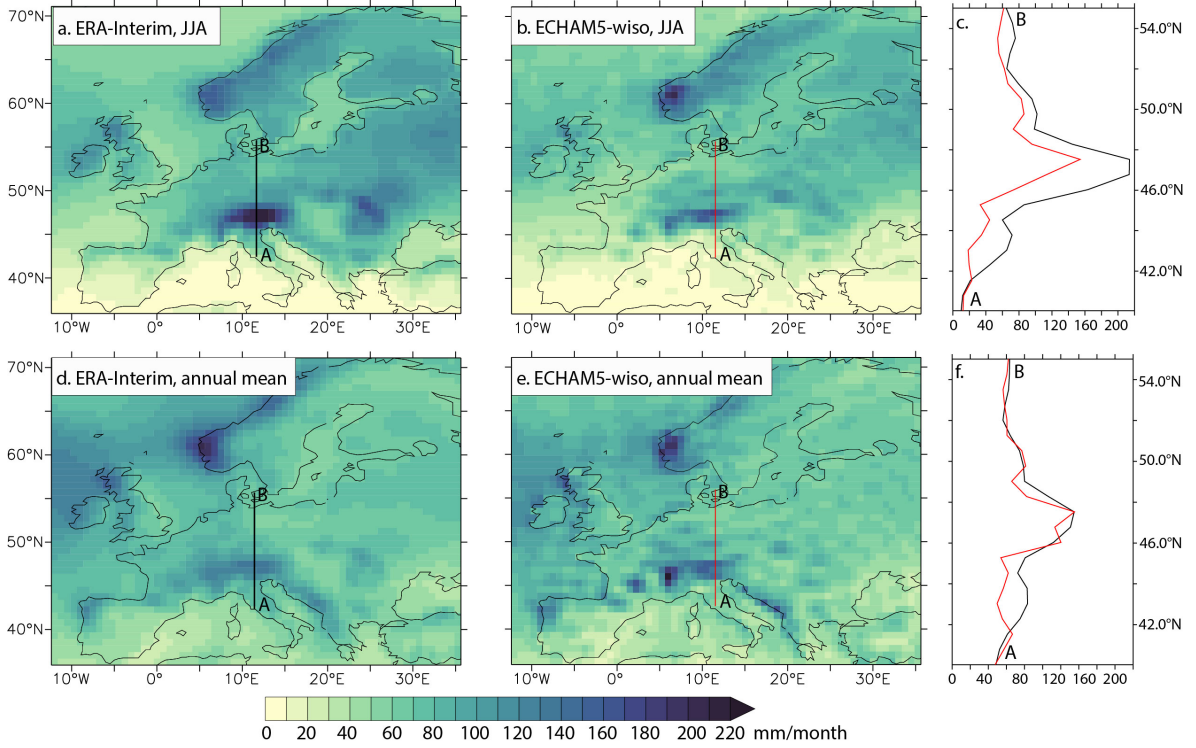 a. ERA-Interim, JJA
b. ECHAM5-wiso, JJA
c.
70°N
60°N
50°N
40°N
B
A
B
A
B
A
54.0°N
50.0°N
46.0°N
42.0°N
10°W 0° 10°E 20°E 30°E
10°W 0° 10°E 20°E 30°E
0 40 80 120 160 200
d. ERA-Interim, annual mean
e. ECHAM5-wiso, annual mean
f.
70°N
60°N
50°N
40°N
B
A
B
A
B
A
54.0°N
50.0°N
46.0°N
42.0°N
10°W 0° 10°E 20°E 30°E
10°W 0° 10°E 20°E 30°E
0 40 80 120 160 200
0 20 40 60 80 100 120 140 160 180 200 220 mm/month